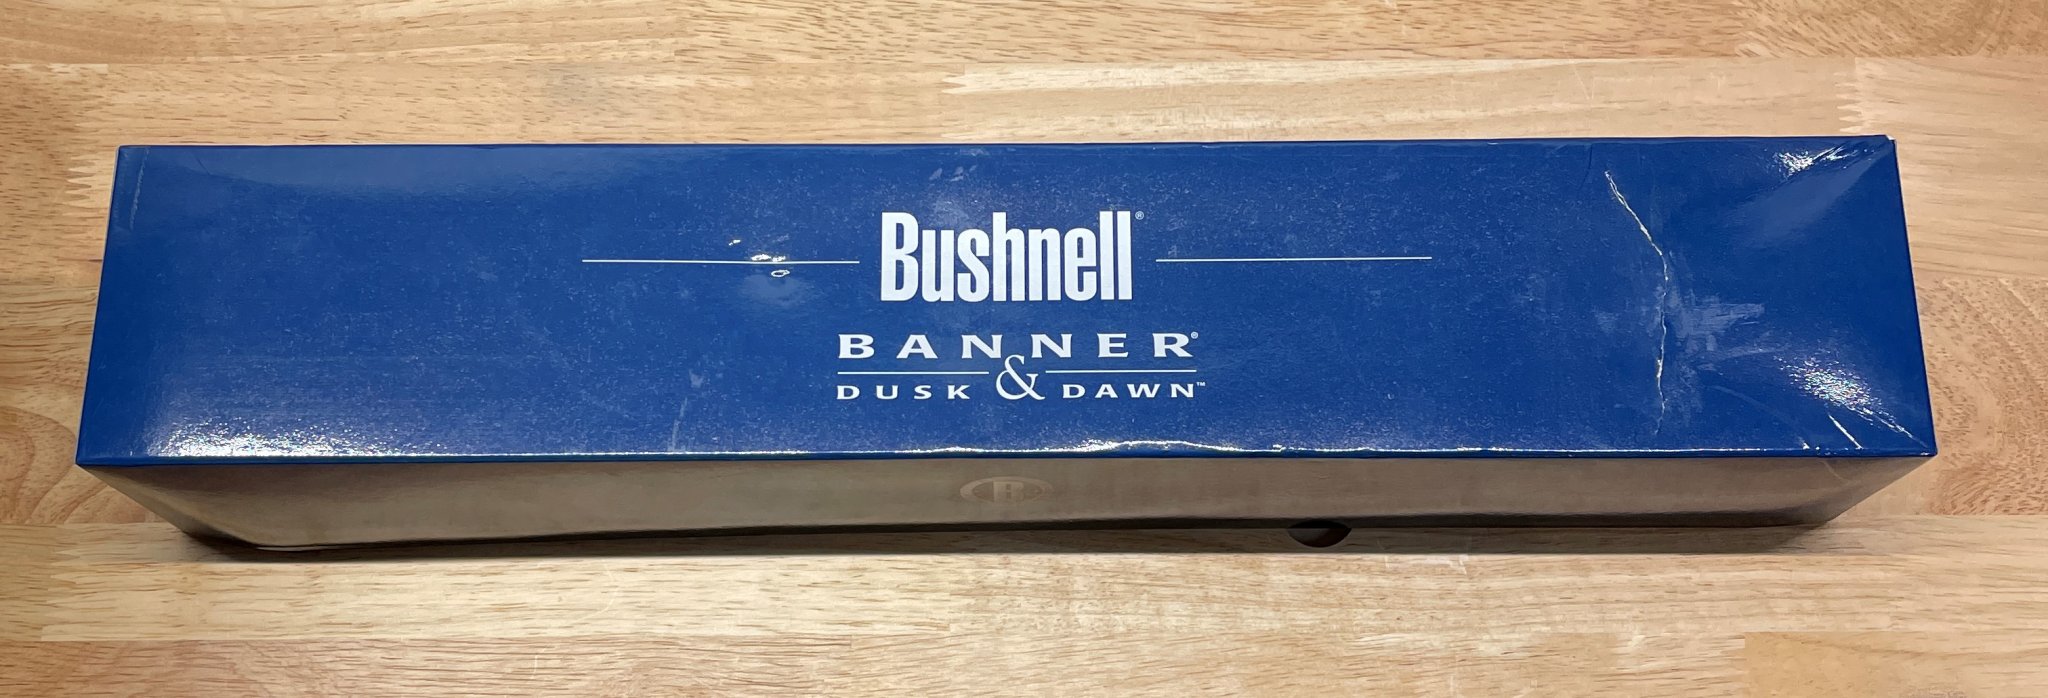 Bushnell®
BANNER®
DUSK & DAWN™
B